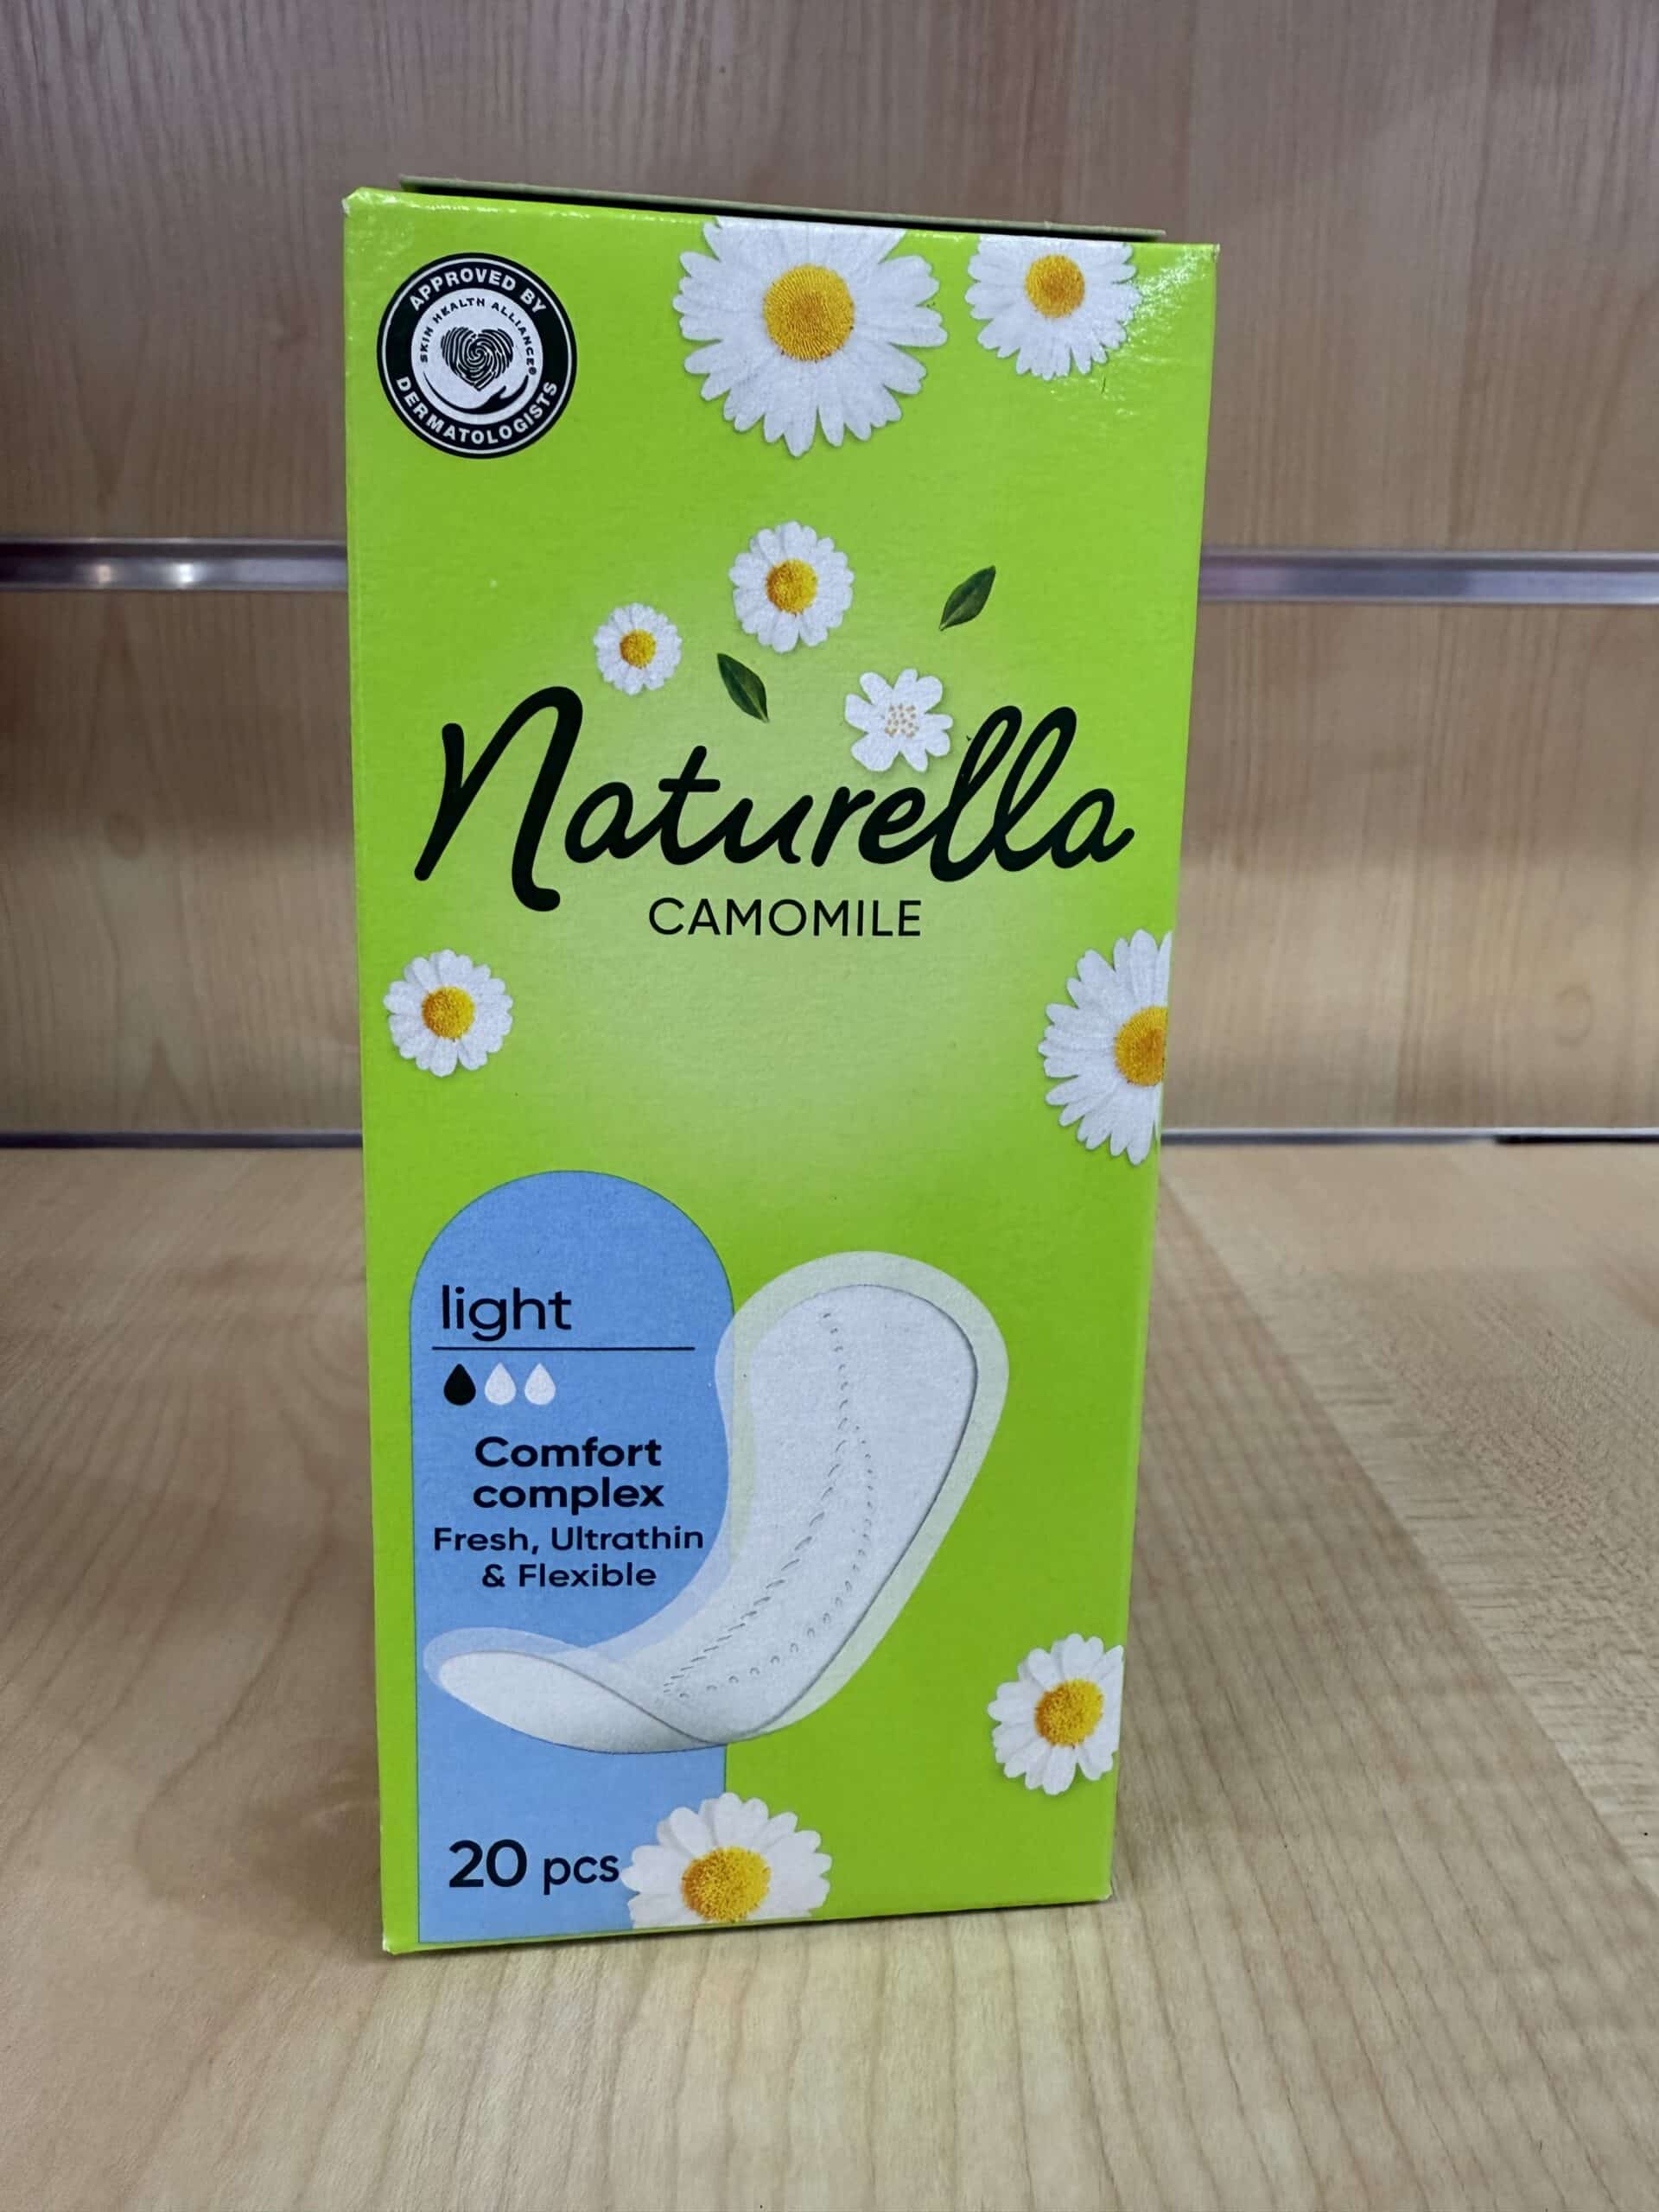 APPROVED BY
SKIN HEALTH ALLIANCE®
DERMATOLOGISTS
Naturella
CAMOMILE
light
Comfort
complex
Fresh, Ultrathin
& Flexible
20 pcs